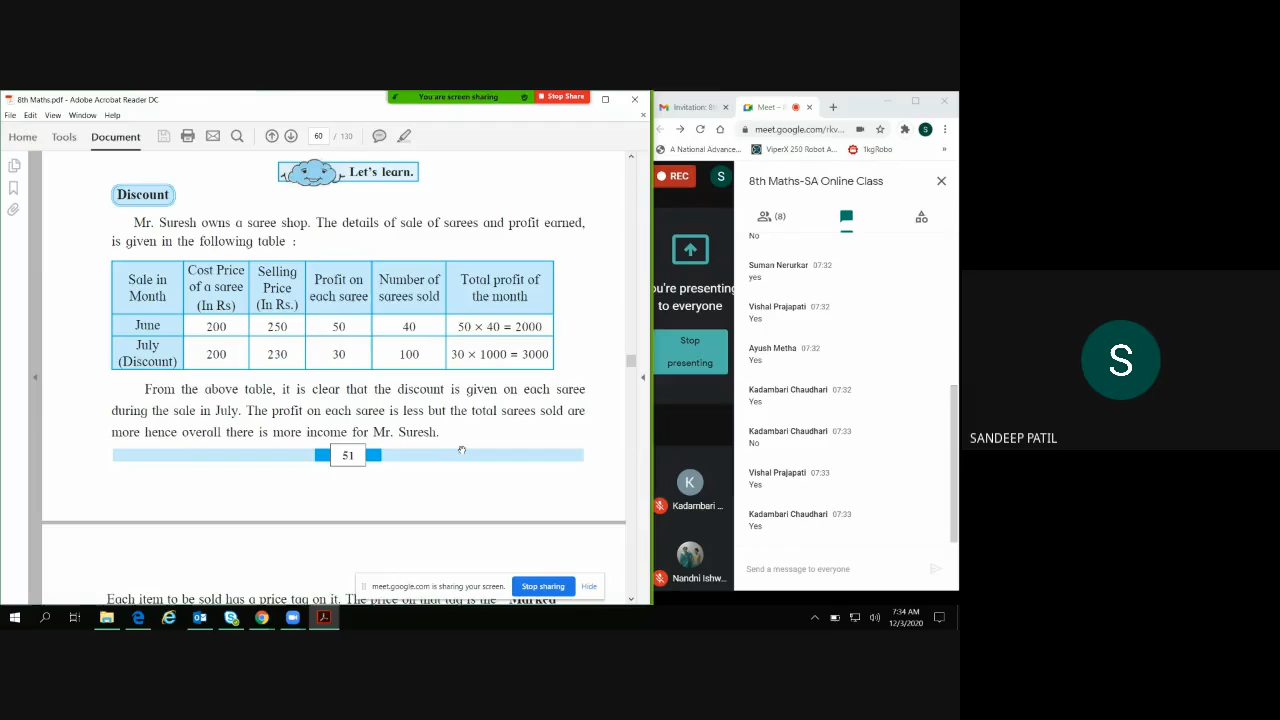 8th Maths.pdf - Adobe Acrobat Reader DC
You are screen sharing
Stop Share
File Edit View Window Help
Home Tools Document
60 / 130
Let's learn.
Discount
Mr. Suresh owns a saree shop. The details of sale of sarees and profit earned,
is given in the following table :
Sale in Month | Cost Price of a saree (In Rs) | Selling Price (In Rs.) | Profit on each saree | Number of sarees sold | Total profit of the month
June 200 250 50 40 50 × 40 = 2000
July (Discount) 200 230 30 100 30 × 1000 = 3000
From the above table, it is clear that the discount is given on each saree
during the sale in July. The profit on each saree is less but the total sarees sold are
more hence overall there is more income for Mr. Suresh.
51
Each item to be sold has a price tag on it. The price on that tag is the "Marked
meet.google.com is sharing your screen.
Stop sharing
Hide
Invitation: 8t
Meet –
meet.google.com/rkv...
S
A National Advance...
ViperX 250 Robot A...
1kgRobo
»
REC
S
8th Maths-SA Online Class
(8)
You're presenting
to everyone
Stop
presenting
No
Suman Nerurkar 07:32
yes
Vishal Prajapati 07:32
Yes
Ayush Metha 07:32
Yes
Kadambari Chaudhari 07:32
Yes
Kadambari Chaudhari 07:33
No
Vishal Prajapati 07:33
Yes
Kadambari Chaudhari 07:33
Yes
K
Kadambari ...
Nandni Ishw...
Send a message to everyone
7:34 AM
12/3/2020
S
SANDEEP PATIL